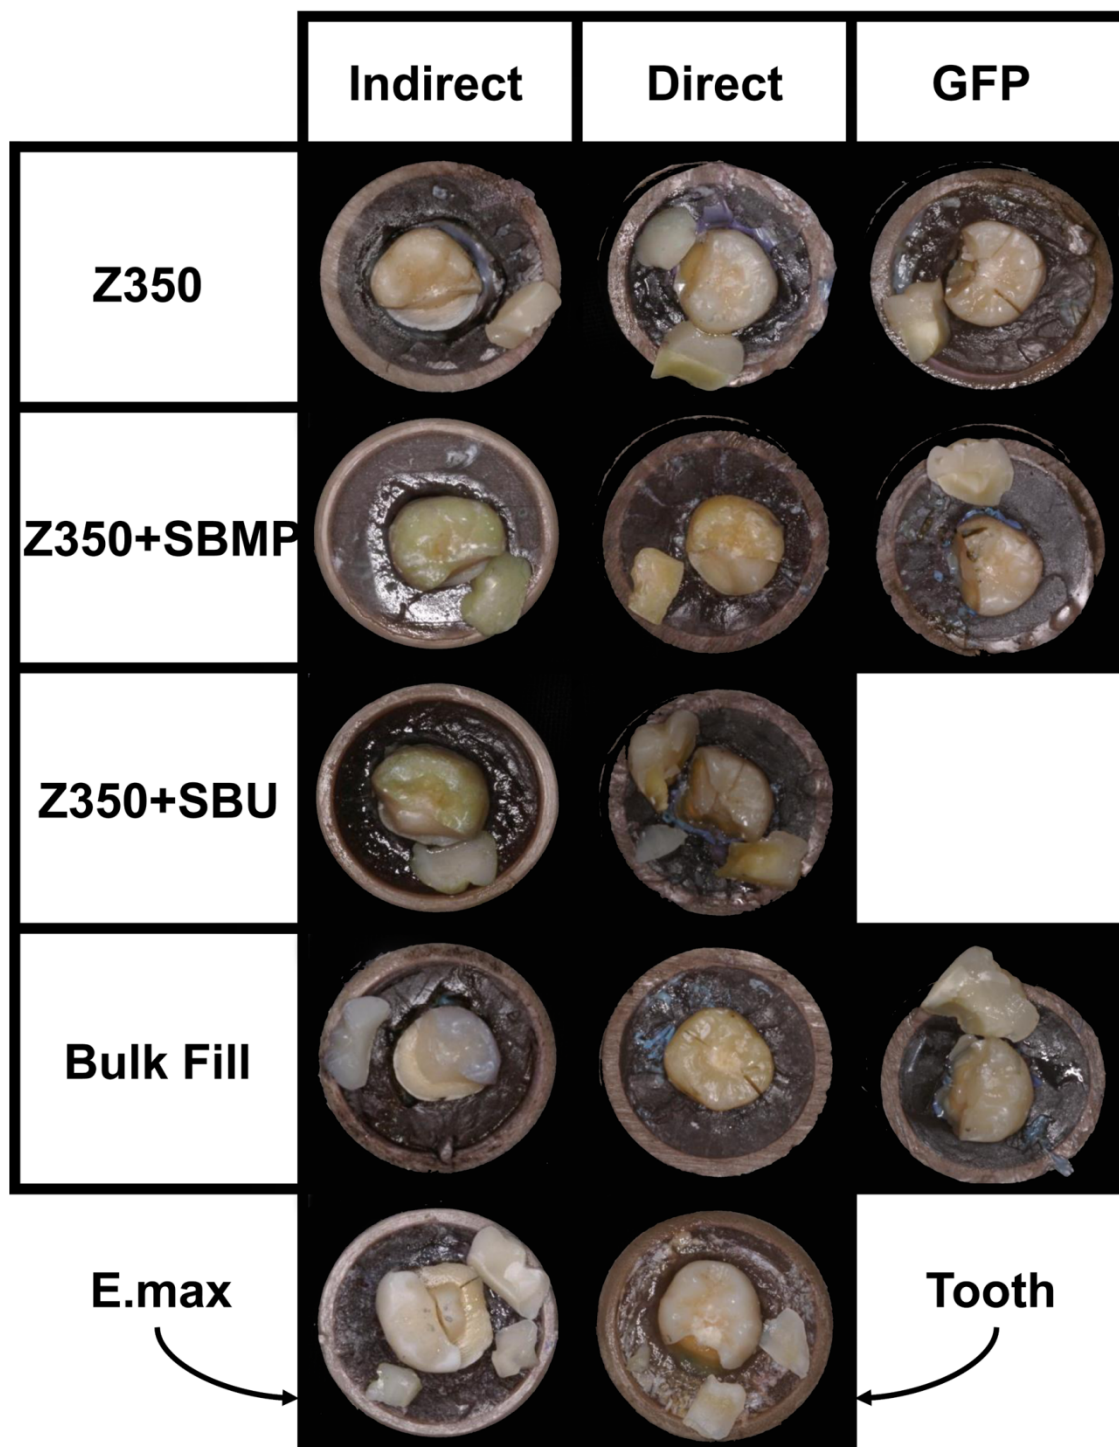 Indirect
Direct
GFP
Z350
Z350+SBMP
Z350+SBU
Bulk Fill
E.max
Tooth